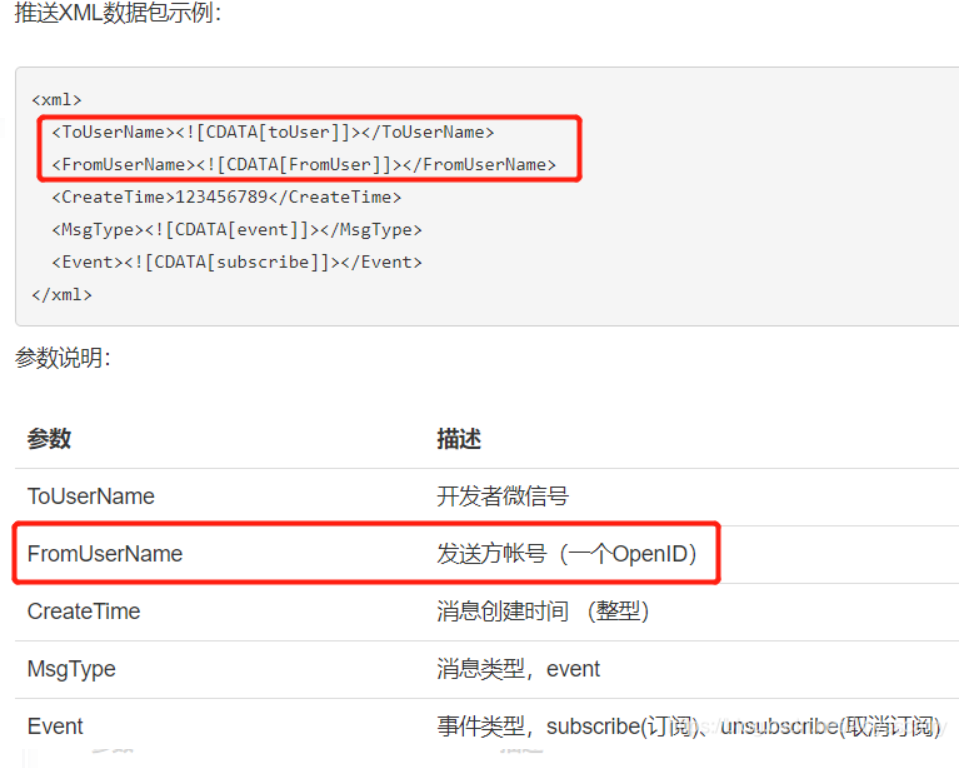 推送XML数据包示例：
<xml>
<ToUserName><![CDATA[toUser]]></ToUserName>
<FromUserName><![CDATA[FromUser]]></FromUserName>
<CreateTime>123456789</CreateTime>
<MsgType><![CDATA[event]]></MsgType>
<Event><![CDATA[subscribe]]></Event>
</xml>
参数说明：
参数 描述
ToUserName 开发者微信号
FromUserName 发送方帐号（一个OpenID）
CreateTime 消息创建时间 （整型）
MsgType 消息类型，event
Event 事件类型，subscribe(订阅)、unsubscribe(取消订阅)